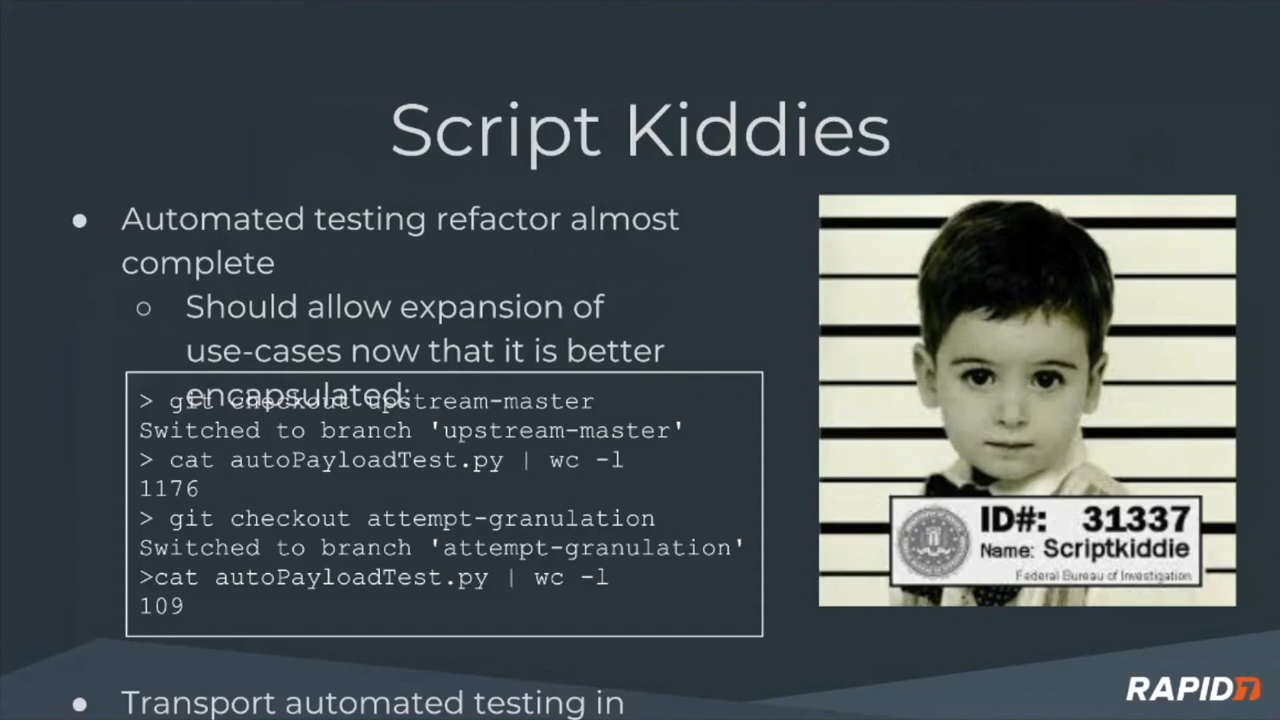 Script Kiddies
● Automated testing refactor almost
complete
○ Should allow expansion of
use-cases now that it is better
encapsulated:
> git checkout upstream-master
Switched to branch 'upstream-master'
> cat autoPayloadTest.py | wc -l
1176
> git checkout attempt-granulation
Switched to branch 'attempt-granulation'
>cat autoPayloadTest.py | wc -l
109
● Transport automated testing in
ID#: 31337
Name: Scriptkiddie
Federal Bureau of Investigation
RAPID7